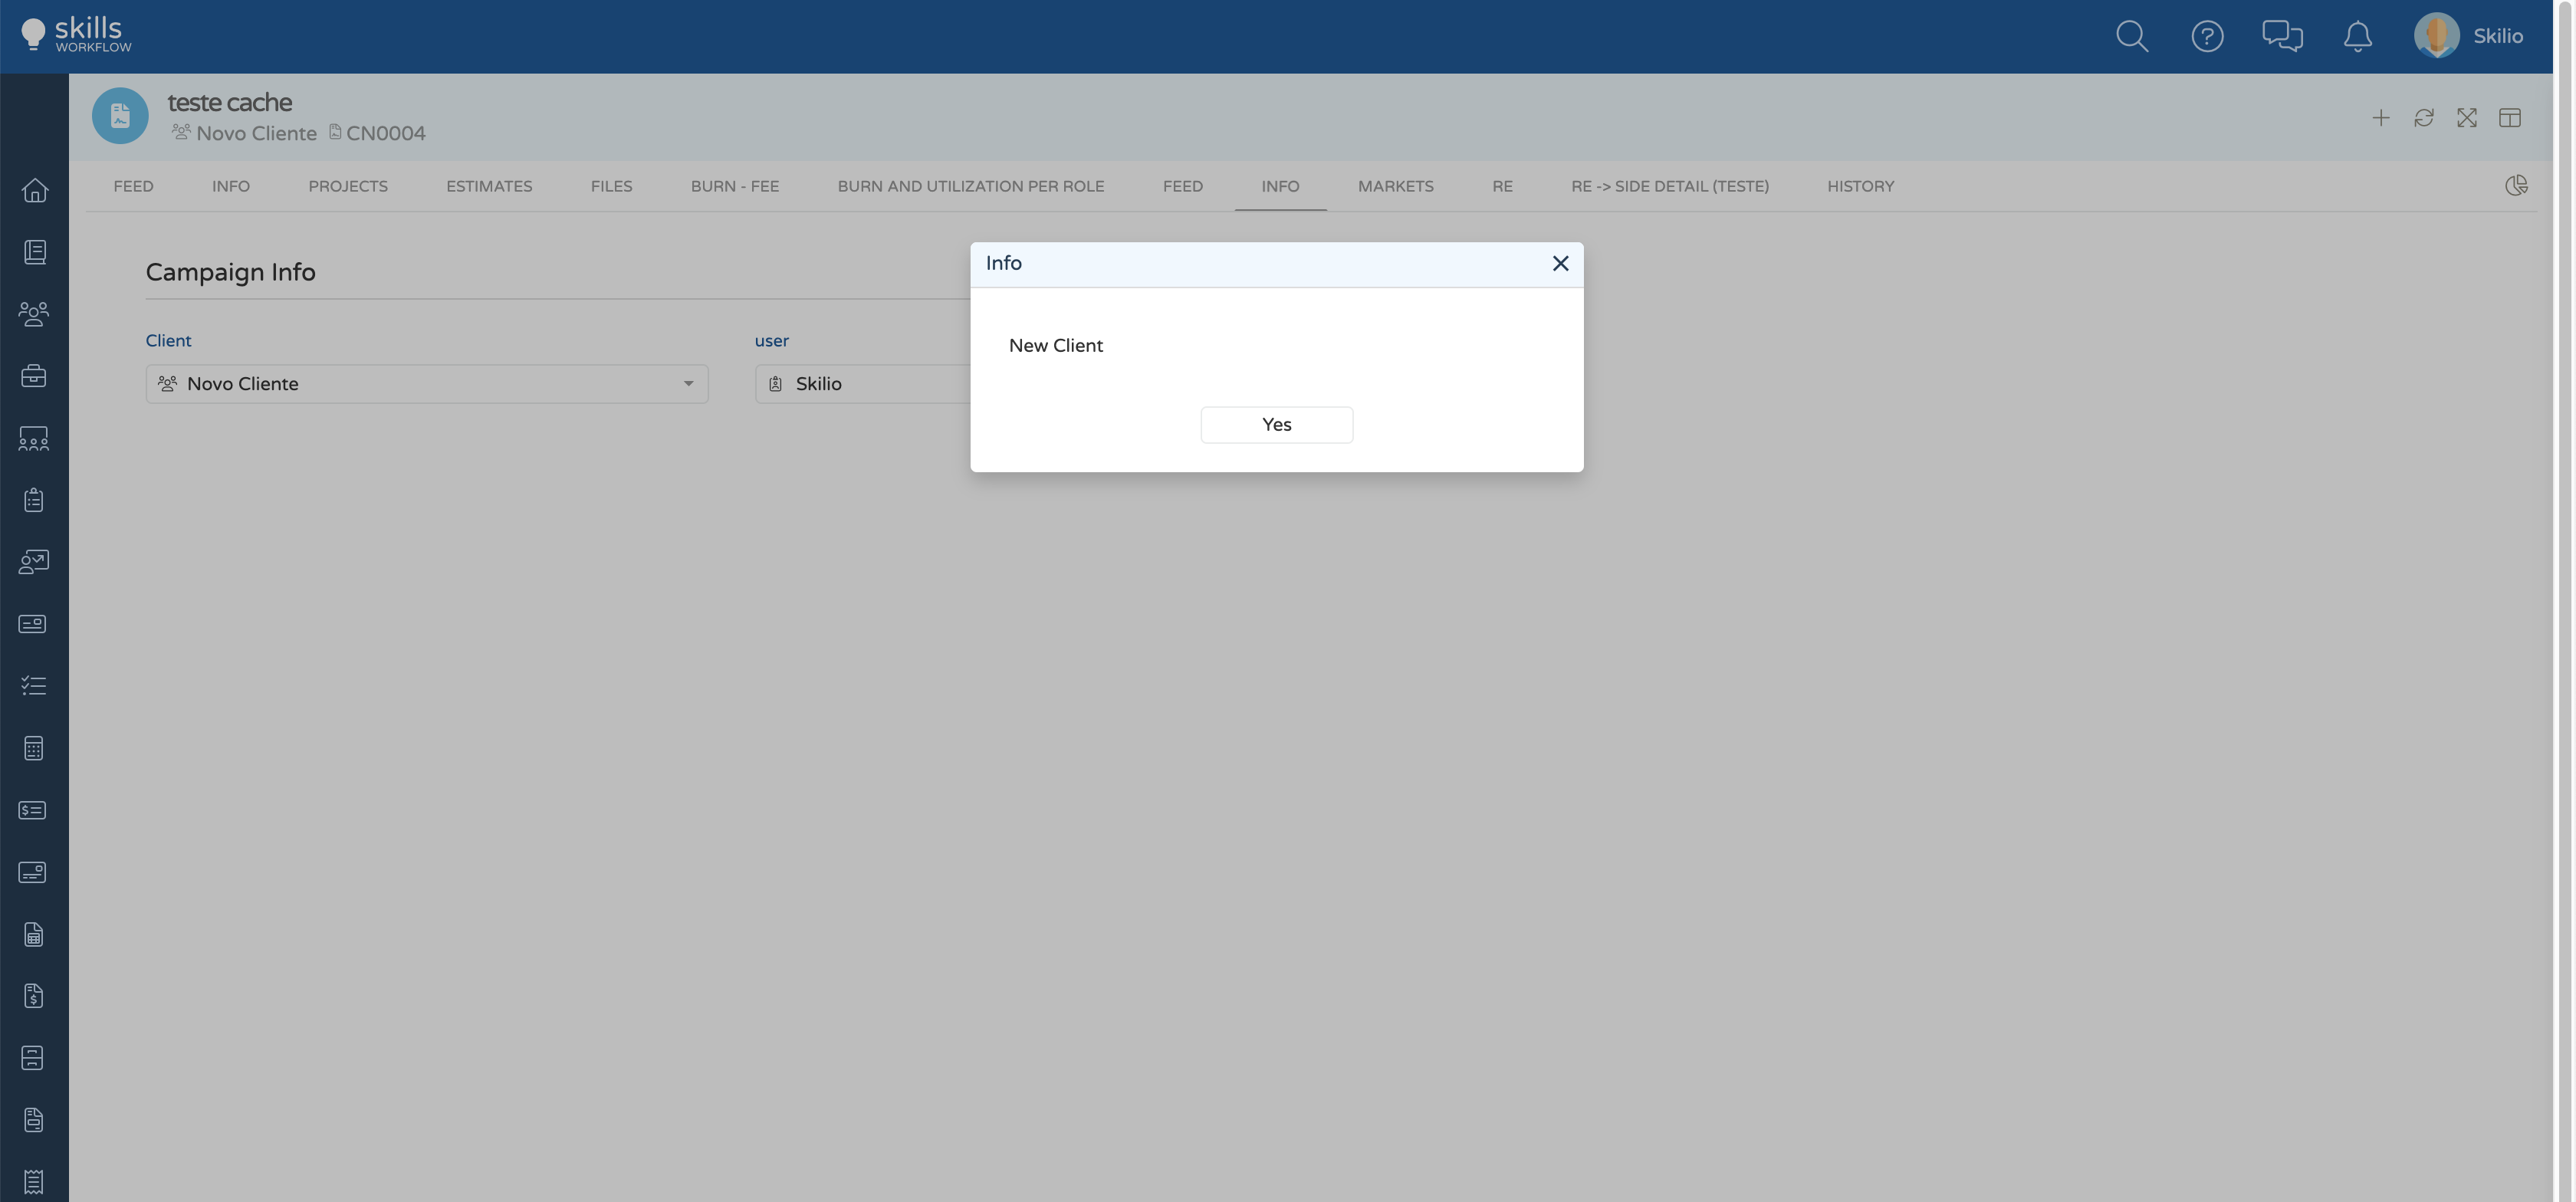 skills
WORKFLOW
Skilio
teste cache
Novo Cliente CN0004
FEED INFO PROJECTS ESTIMATES FILES BURN - FEE BURN AND UTILIZATION PER ROLE FEED INFO MARKETS RE RE -> SIDE DETAIL (TESTE) HISTORY
Campaign Info
Client
Novo Cliente
user
Skilio
Info
New Client
Yes